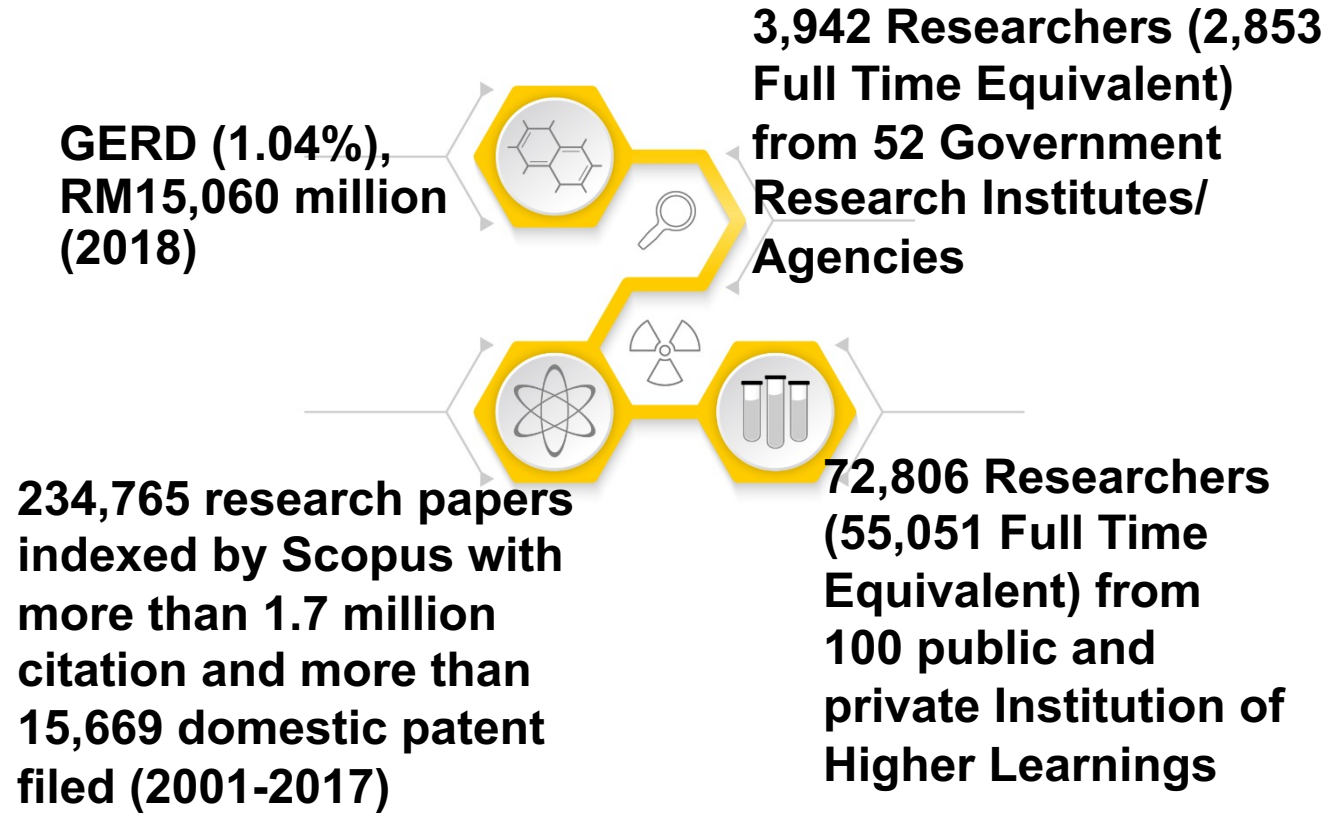 GERD (1.04%),
RM15,060 million
(2018)
3,942 Researchers (2,853
Full Time Equivalent)
from 52 Government
Research Institutes/
Agencies
234,765 research papers
indexed by Scopus with
more than 1.7 million
citation and more than
15,669 domestic patent
filed (2001-2017)
72,806 Researchers
(55,051 Full Time
Equivalent) from
100 public and
private Institution of
Higher Learnings